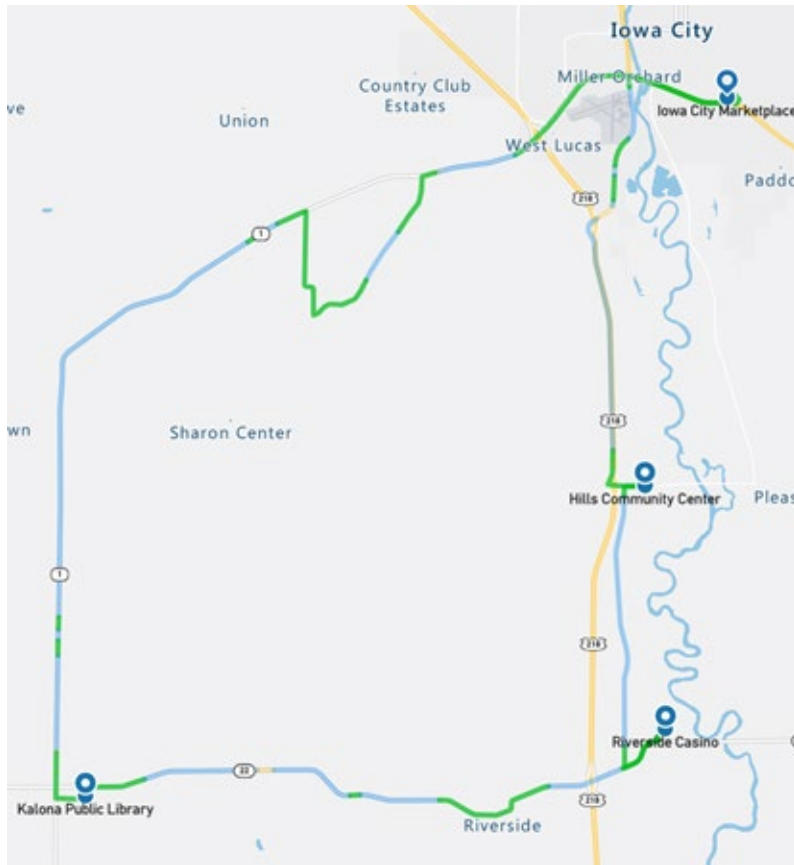 Iowa City
Miller Orchard
Country Club
Estates
ve
Iowa City Marketplace
Union
West Lucas
Paddo
218
1
218
wn
Sharon Center
Hills Community Center
Pleas
1
218
Riverside Casino
22
Kalona Public Library
218
Riverside